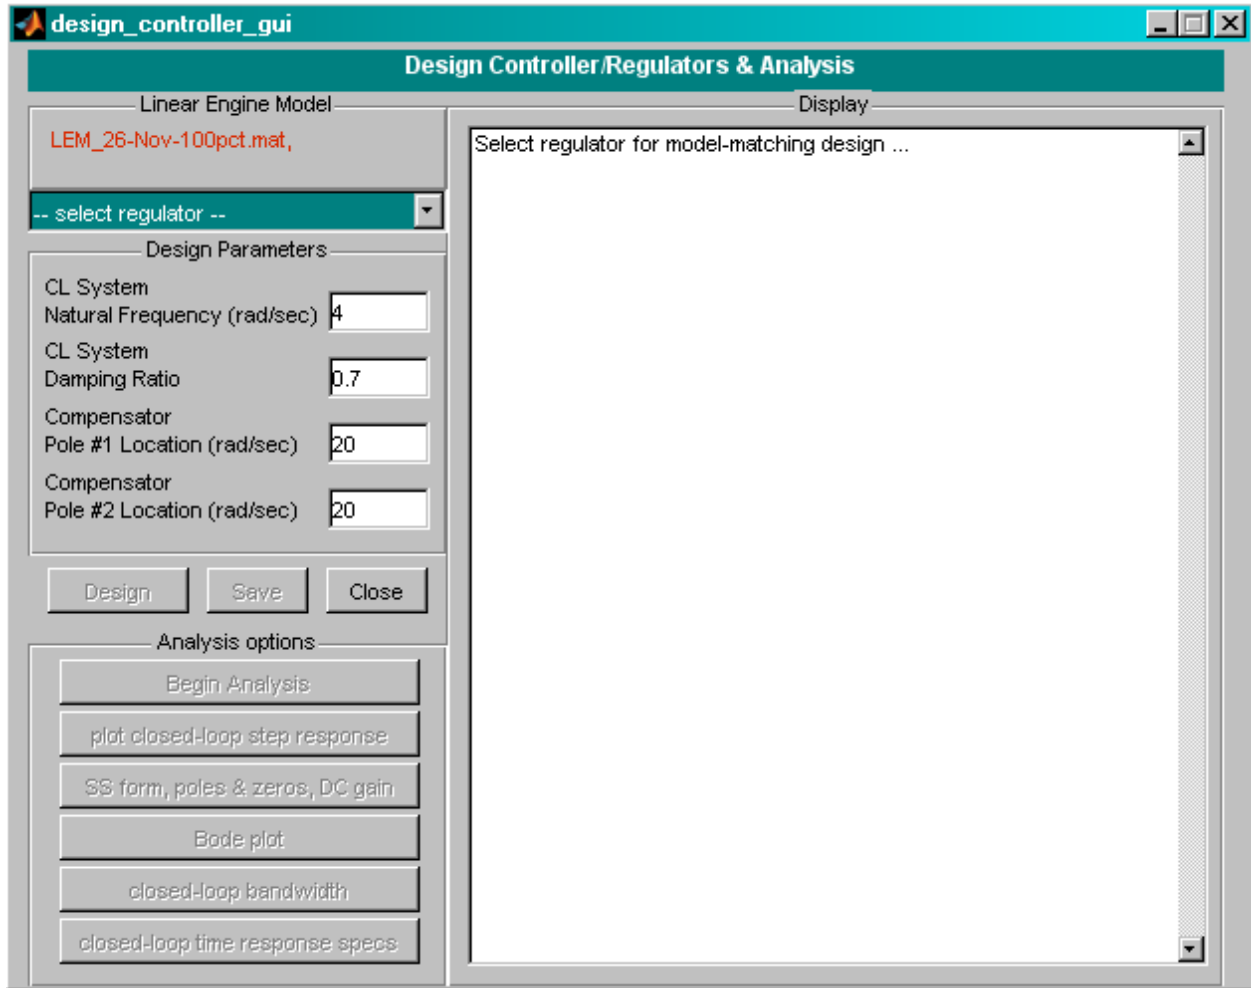 design_controller_gui
Design Controller/Regulators & Analysis
Linear Engine Model
LEM_26-Nov-100pct.mat,
-- select regulator --
Design Parameters
CL System
Natural Frequency (rad/sec) 4
CL System
Damping Ratio 0.7
Compensator
Pole #1 Location (rad/sec) 20
Compensator
Pole #2 Location (rad/sec) 20
Design Save Close
Analysis options
Begin Analysis
plot closed-loop step response
SS form, poles & zeros, DC gain
Bode plot
closed-loop bandwidth
closed-loop time response specs
Display
Select regulator for model-matching design ...